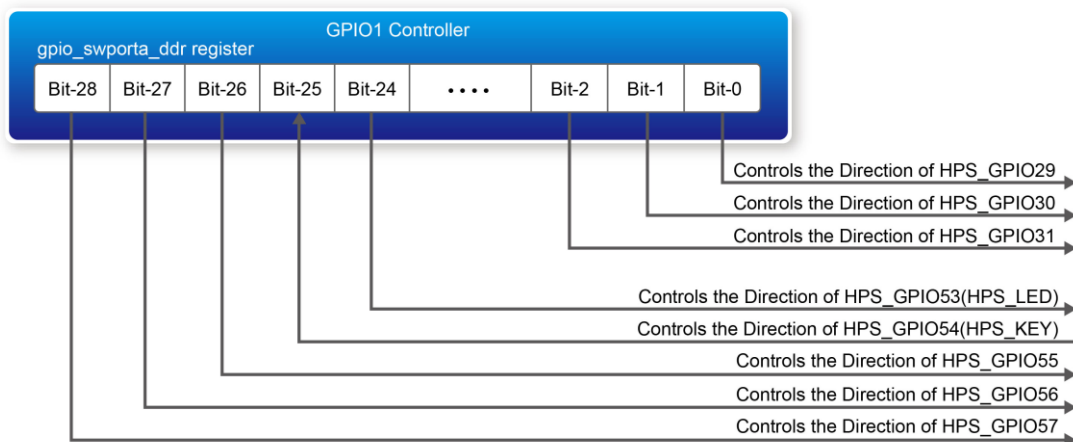 GPIO1 Controller
gpio_swporta_ddr register
Bit-28 Bit-27 Bit-26 Bit-25 Bit-24 •••• Bit-2 Bit-1 Bit-0
Controls the Direction of HPS_GPIO29
Controls the Direction of HPS_GPIO30
Controls the Direction of HPS_GPIO31
Controls the Direction of HPS_GPIO53(HPS_LED)
Controls the Direction of HPS_GPIO54(HPS_KEY)
Controls the Direction of HPS_GPIO55
Controls the Direction of HPS_GPIO56
Controls the Direction of HPS_GPIO57